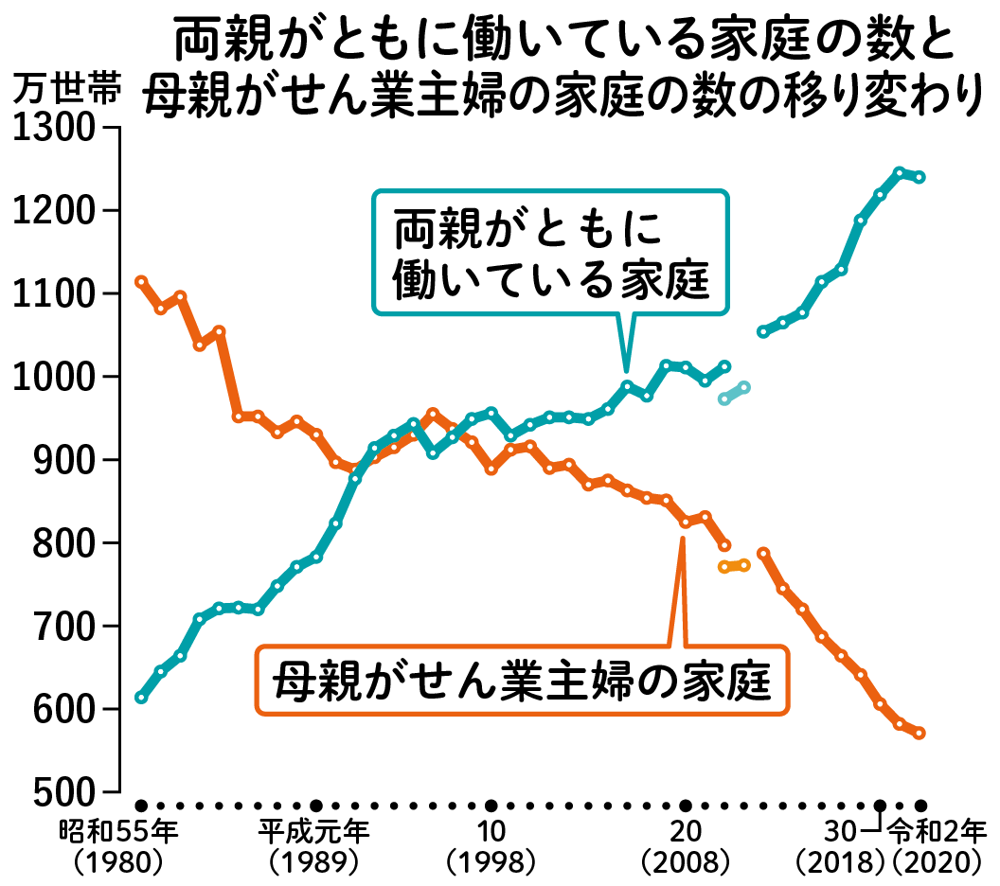 両親がともに働いている家庭の数と
母親がせん業主婦の家庭の数の移り変わり
万世帯
1300
1200
1100
1000
900
800
700
600
500
両親がともに
働いている家庭
母親がせん業主婦の家庭
昭和55年 平成元年 10 20 30 令和2年
(1980) (1989) (1998) (2008) (2018) (2020)